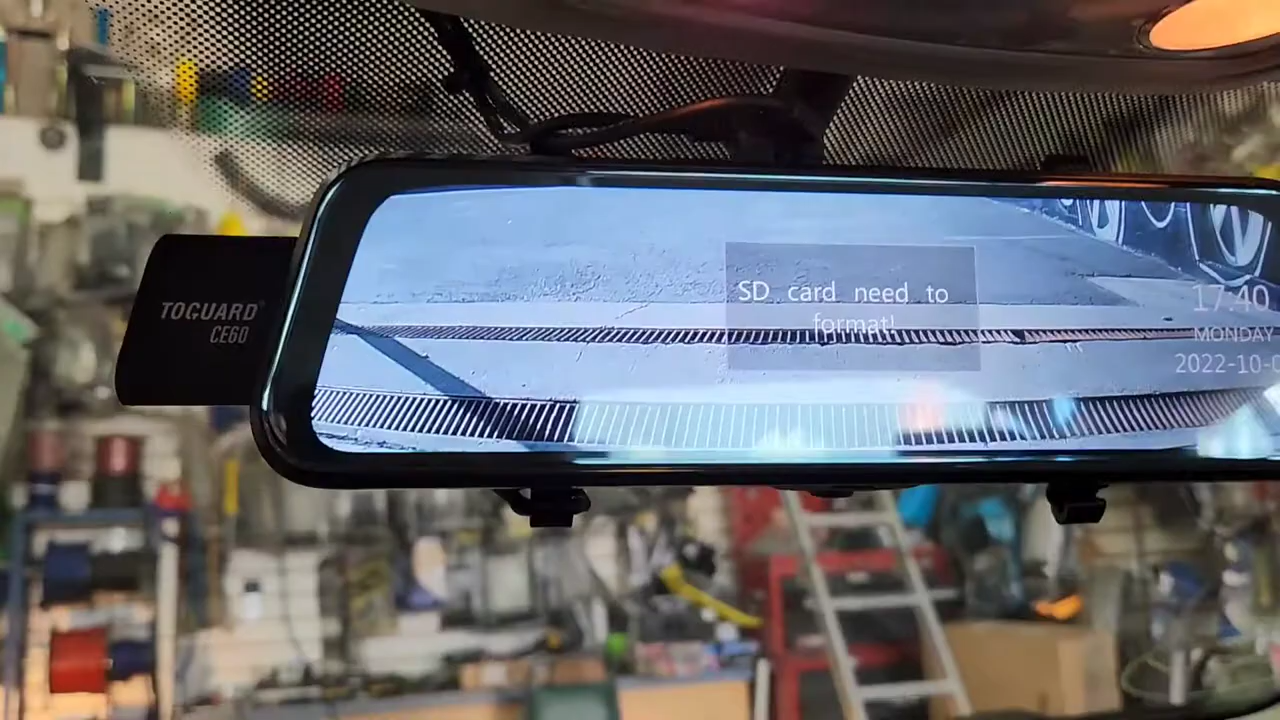 TOGUARD®
CE60
SD card need to
format!
17:40
MONDAY
2022-10-0